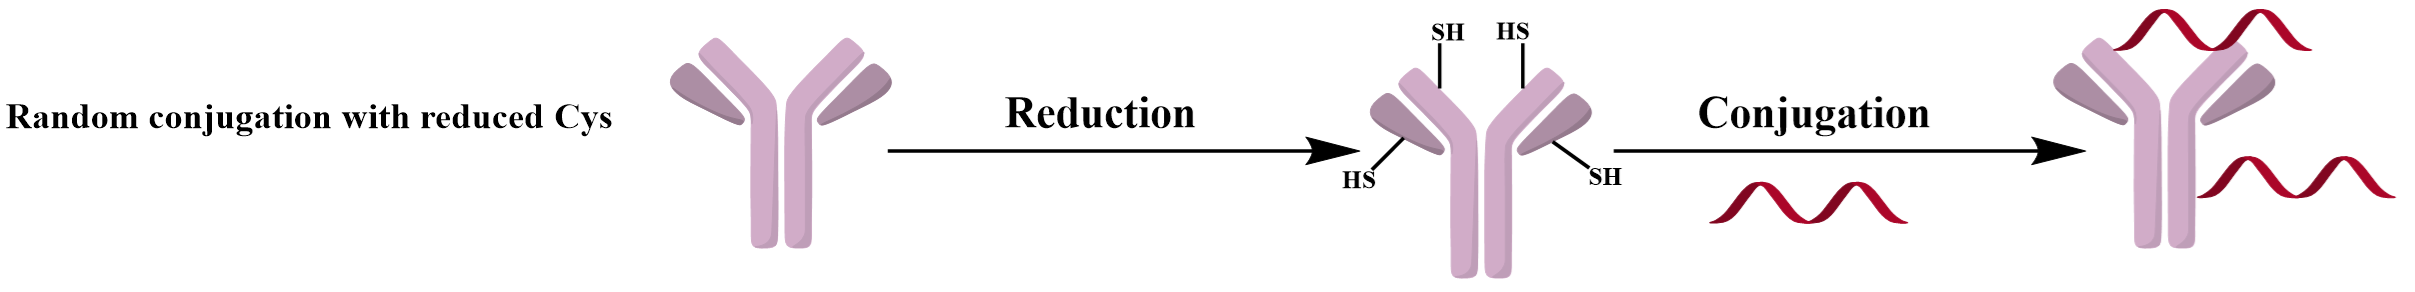 Random conjugation with reduced Cys
Reduction
SH
HS
HS
SH
Conjugation